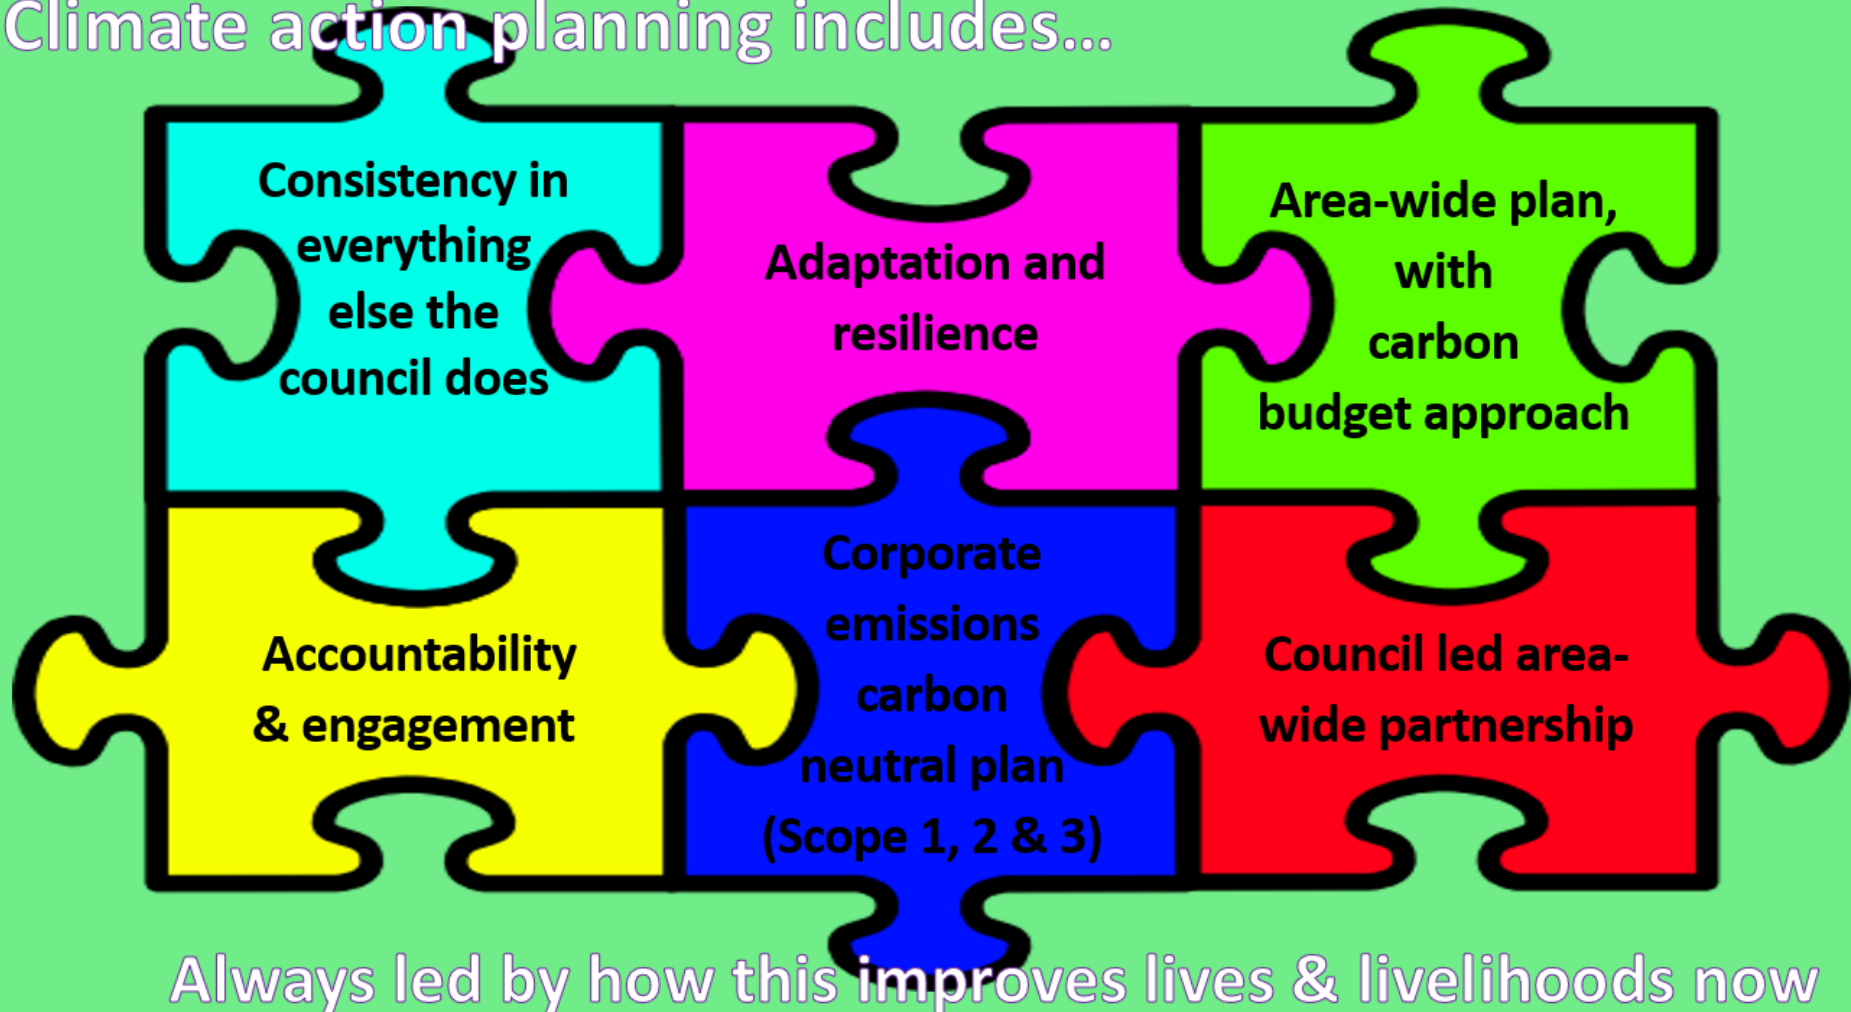 Climate action planning includes...
Consistency in
everything
else the
council does
Adaptation and
resilience
Area-wide plan,
with
carbon
budget approach
Accountability
& engagement
Corporate
emissions
carbon
neutral plan
(Scope 1, 2 & 3)
Council led area-
wide partnership
Always led by how this improves lives & livelihoods now